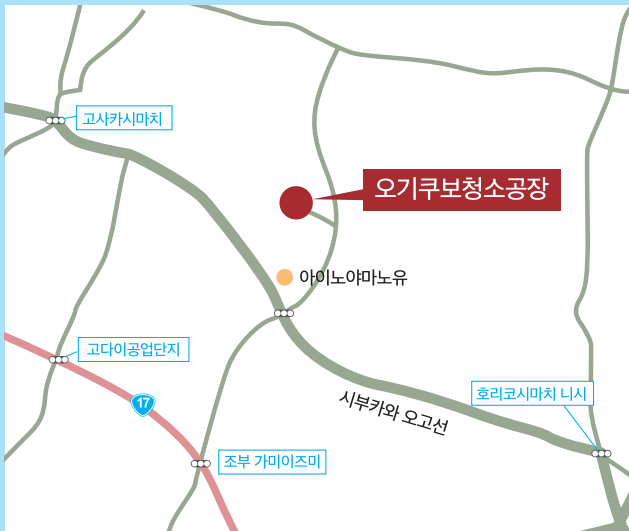 고사카시마치
오기쿠보청소공장
아이노야마노유
고다이공업단지
17
호리코시마치 니시
시부카와 오고선
조부 가미이즈미